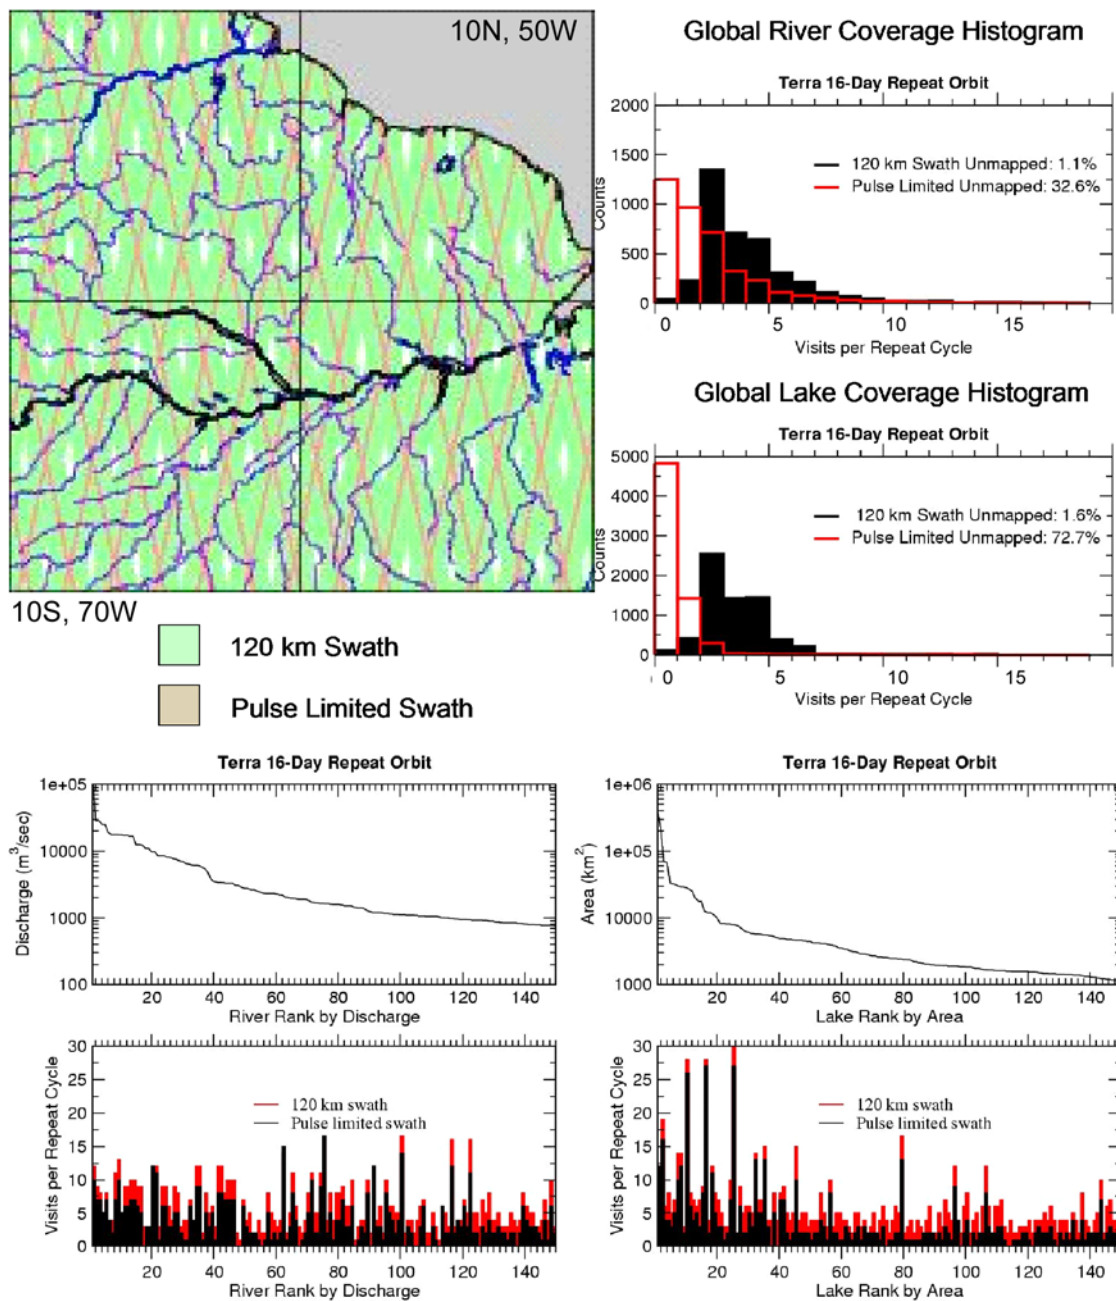 10N, 50W
10S, 70W
120 km Swath
Pulse Limited Swath
Global River Coverage Histogram
Terra 16-Day Repeat Orbit
2000
1500
1000
500
0
Counts
120 km Swath Unmapped: 1.1%
Pulse Limited Unmapped: 32.6%
0 5 10 15
Visits per Repeat Cycle
Global Lake Coverage Histogram
Terra 16-Day Repeat Orbit
5000
4000
3000
2000
1000
0
Counts
120 km Swath Unmapped: 1.6%
Pulse Limited Unmapped: 72.7%
0 5 10 15
Visits per Repeat Cycle
Terra 16-Day Repeat Orbit
1e+05
10000
1000
100
Discharge (m³/sec)
20 40 60 80 100 120 140
River Rank by Discharge
Terra 16-Day Repeat Orbit
1e+06
1e+05
10000
1000
Area (km²)
20 40 60 80 100 120 140
Lake Rank by Area
30
25
20
15
10
5
0
Visits per Repeat Cycle
120 km swath
Pulse limited swath
20 40 60 80 100 120 140
River Rank by Discharge
30
25
20
15
10
5
0
Visits per Repeat Cycle
120 km swath
Pulse limited swath
20 40 60 80 100 120 140
Lake Rank by Area